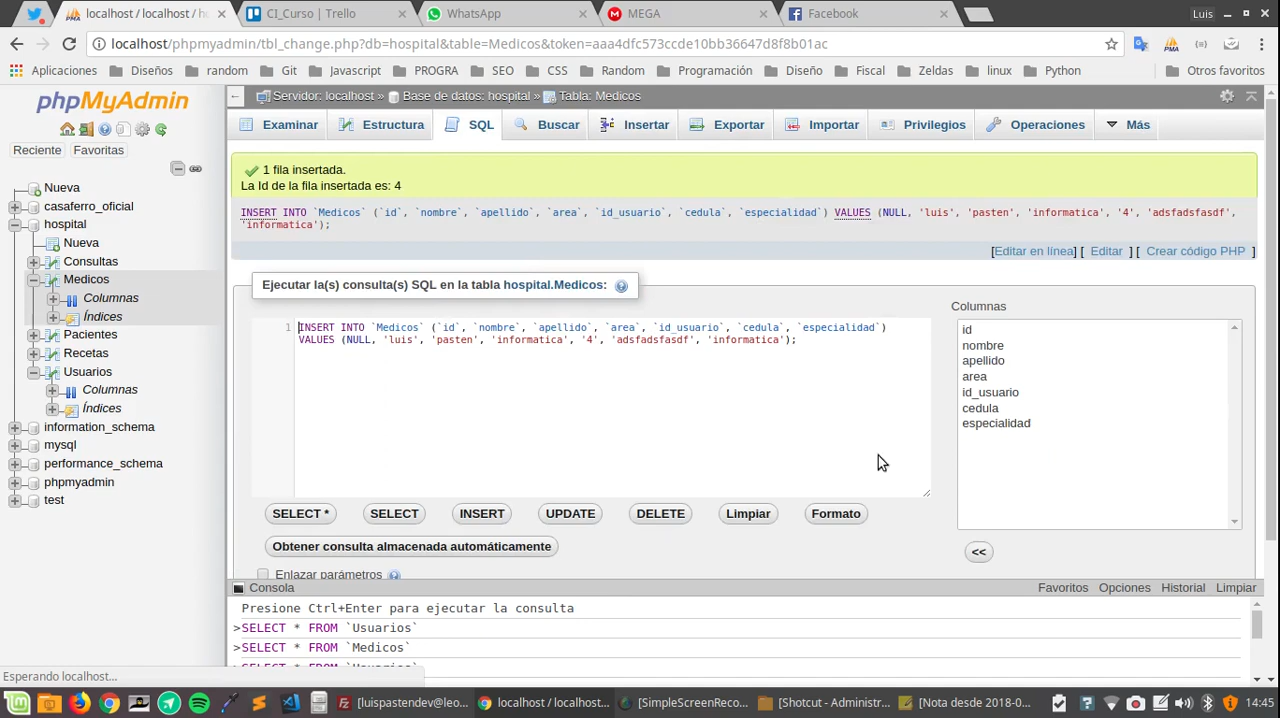 localhost / localhost / ho
CI_Curso | Trello
WhatsApp
MEGA
Facebook
Luis
localhost/phpmyadmin/tbl_change.php?db=hospital&table=Medicos&token=aaa4dfc573ccde10bb36647d8f8b01ac
Aplicaciones
Diseños
random
Git
Javascript
PROGRA
SEO
CSS
Random
Programación
Diseño
Fiscal
Zeldas
linux
Python
Otros favoritos
phpMyAdmin
Reciente
Favoritas
Nueva
casaferro_oficial
hospital
Nueva
Consultas
Medicos
Columnas
Índices
Pacientes
Recetas
Usuarios
Columnas
Índices
information_schema
mysql
performance_schema
phpmyadmin
test
Servidor: localhost » Base de datos: hospital » Tabla: Medicos
Examinar
Estructura
SQL
Buscar
Insertar
Exportar
Importar
Privilegios
Operaciones
Más
1 fila insertada.
La Id de la fila insertada es: 4
INSERT INTO `Medicos` (`id`, `nombre`, `apellido`, `area`, `id_usuario`, `cedula`, `especialidad`) VALUES (NULL, 'luis', 'pasten', 'informatica', '4', 'adsfadsfasdf',
'informatica');
[Editar en línea] [ Editar ] [ Crear código PHP ]
Ejecutar la(s) consulta(s) SQL en la tabla hospital.Medicos:
1 INSERT INTO `Medicos` (`id`, `nombre`, `apellido`, `area`, `id_usuario`, `cedula`, `especialidad`)
VALUES (NULL, 'luis', 'pasten', 'informatica', '4', 'adsfadsfasdf', 'informatica');
Columnas
id
nombre
apellido
area
id_usuario
cedula
especialidad
<<
SELECT *
SELECT
INSERT
UPDATE
DELETE
Limpiar
Formato
Obtener consulta almacenada automáticamente
Enlazar parámetros
Consola
Favoritos
Opciones
Historial
Limpiar
Presione Ctrl+Enter para ejecutar la consulta
>SELECT * FROM `Usuarios`
>SELECT * FROM `Medicos`
>SELECT * FROM `Usuarios`
Esperando localhost...
[luispastendev@leo...
localhost / localho...
[SimpleScreenReco...
[Shotcut - Administr...
[Nota desde 2018-0...
14:45